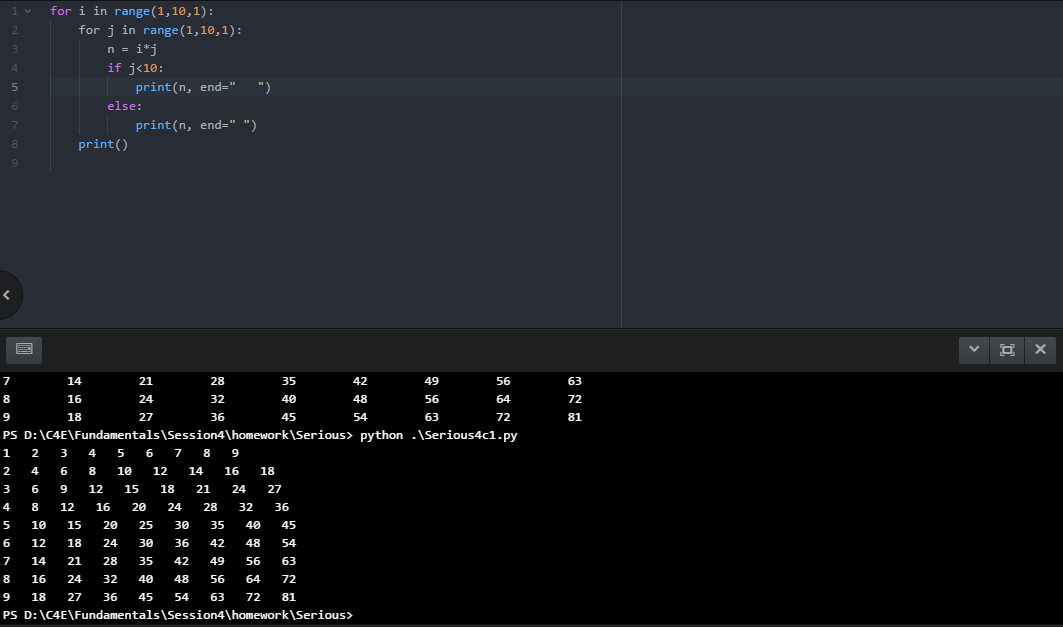 1 for i in range(1,10,1):
2     for j in range(1,10,1):
3         n = i*j
4         if j<10:
5             print(n, end="   ")
6         else:
7             print(n, end=" ")
8     print()
9
7        14        21        28        35        42        49        56        63
8        16        24        32        40        48        56        64        72
9        18        27        36        45        54        63        72        81
PS D:\C4E\Fundamentals\Session4\homework\Serious> python .\Serious4c1.py
1   2   3   4   5   6   7   8   9
2   4   6   8   10   12   14   16   18
3   6   9   12   15   18   21   24   27
4   8   12   16   20   24   28   32   36
5   10   15   20   25   30   35   40   45
6   12   18   24   30   36   42   48   54
7   14   21   28   35   42   49   56   63
8   16   24   32   40   48   56   64   72
9   18   27   36   45   54   63   72   81
PS D:\C4E\Fundamentals\Session4\homework\Serious>